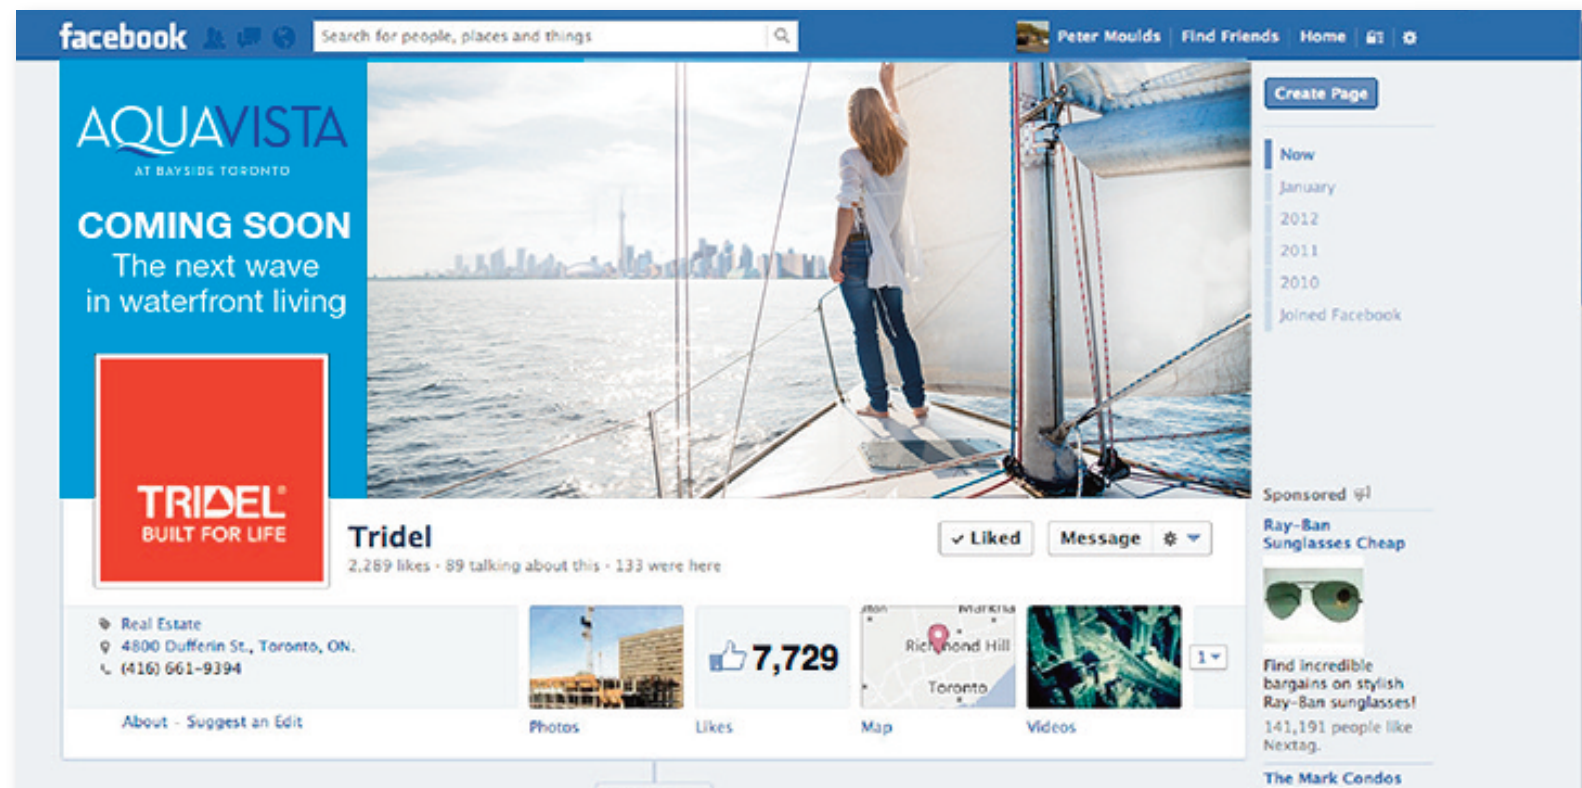 facebook
Search for people, places and things
Peter Moulds
Find Friends
Home
Create Page
AQUAVISTA
AT BAYSIDE TORONTO
COMING SOON
The next wave
in waterfront living
TRIDEL®
BUILT FOR LIFE
Now
January
2012
2011
2010
Joined Facebook
Tridel
2,289 likes · 89 talking about this · 133 were here
✓ Liked
Message
Real Estate
4800 Dufferin St., Toronto, ON.
(416) 661-9394
About - Suggest an Edit
Photos
7,729
Likes
Richmond Hill
Toronto
Map
Videos
1
Sponsored
Ray-Ban
Sunglasses Cheap
Find incredible
bargains on stylish
Ray-Ban sunglasses!
141,191 people like
Nextag.
The Mark Condos